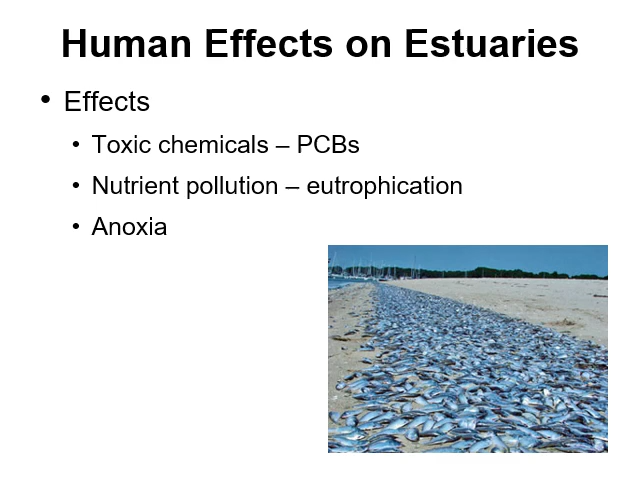 Human Effects on Estuaries
• Effects
• Toxic chemicals – PCBs
• Nutrient pollution – eutrophication
• Anoxia